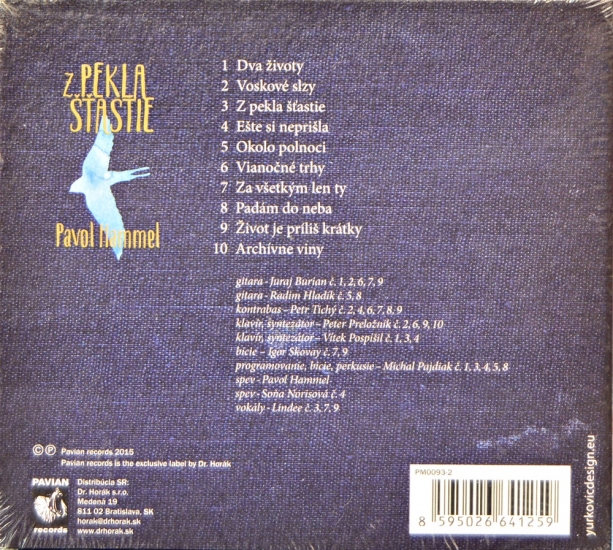 Z PEKLA
ŠŤASTIE
Pavol Hammel
1 Dva životy
2 Voskové slzy
3 Z pekla šťastie
4 Ešte si neprišla
5 Okolo polnoci
6 Vianočné trhy
7 Za všetkým len ty
8 Padám do neba
9 Život je príliš krátky
10 Archívne viny
gitara - Juraj Burian č. 1, 2, 6, 7, 9
gitara - Radim Hladík č. 5, 8
kontrabas – Petr Tichý č. 2, 4, 6, 7, 8, 9
klavír, syntezátor – Peter Preložník č. 2, 6, 9, 10
klavír, syntezátor – Vítek Pospíšil č. 1, 3, 4
bicie – Igor Skovay č. 7, 9
programovanie, bicie, perkusie – Michal Pajdiak č. 1, 3, 4, 5, 8
spev - Pavol Hammel
spev - Soňa Norisová č. 4
vokály - Lindee č. 3, 7, 9
© ℗ Pavian records 2015
Pavian records is the exclusive label by Dr. Horák
PAVIAN
records
Distribúcia SR:
Dr. Horák s.r.o.
Medená 19
811 02 Bratislava, SK
horak@drhorak.sk
www.drhorak.sk
PM0093-2
8 595026 641259
yurkovicdesign.eu